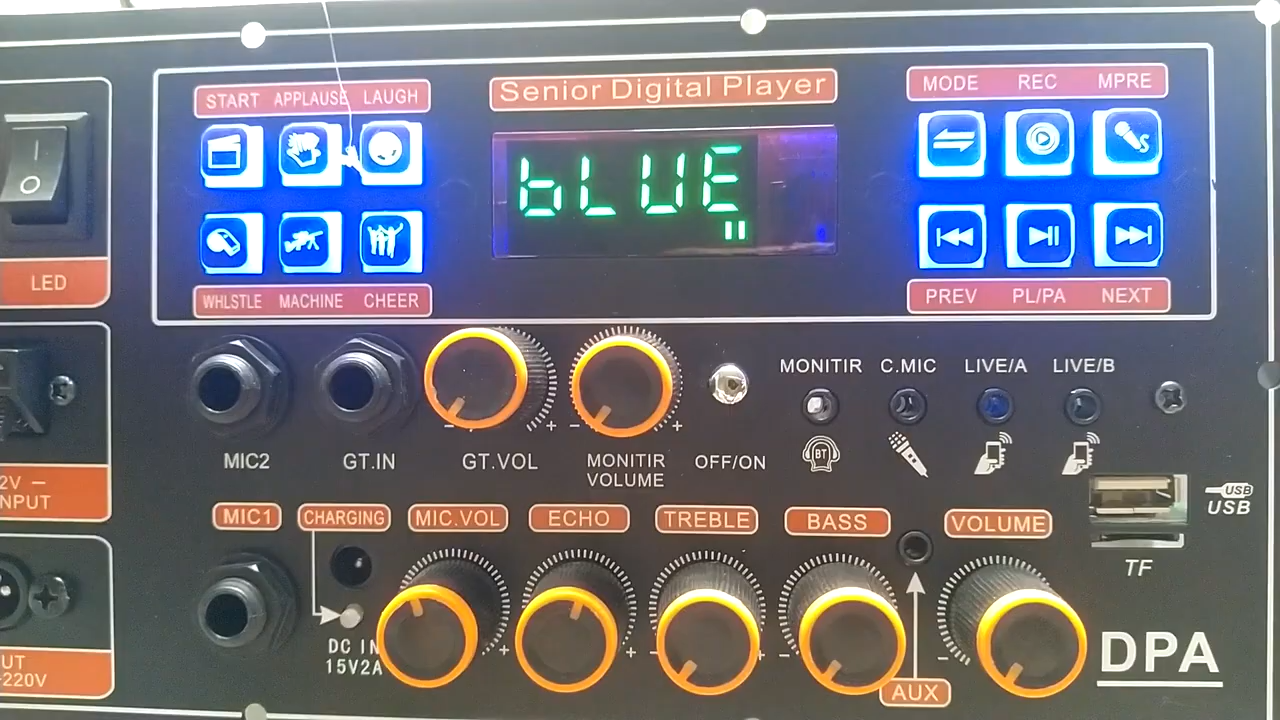 START APPLAUSE LAUGH
Senior Digital Player
MODE REC MPRE
bLUE
WHLSTLE MACHINE CHEER
PREV PL/PA NEXT
LED
MONITIR C.MIC LIVE/A LIVE/B
BT
MIC2 GT.IN GT.VOL MONITIR VOLUME OFF/ON
2V
NPUT
USB
USB
MIC1 CHARGING MIC.VOL ECHO TREBLE BASS VOLUME
TF
DC IN
15V2A
UT
220V
AUX
DPA